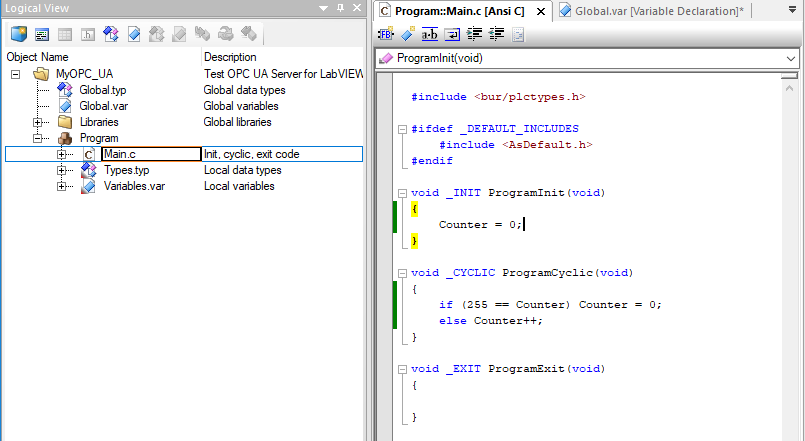 Logical View
Object Name Description
MyOPC_UA Test OPC UA Server for LabVIEW
Global.typ Global data types
Global.var Global variables
Libraries Global libraries
Program
Main.c Init, cyclic, exit code
Types.typ Local data types
Variables.var Local variables
Program::Main.c [Ansi C]
Global.var [Variable Declaration]*
FB
a-b
ProgramInit(void)
#include <bur/plctypes.h>
#ifdef _DEFAULT_INCLUDES
#include <AsDefault.h>
#endif
void _INIT ProgramInit(void)
{
Counter = 0;
}
void _CYCLIC ProgramCyclic(void)
{
if (255 == Counter) Counter = 0;
else Counter++;
}
void _EXIT ProgramExit(void)
{
}